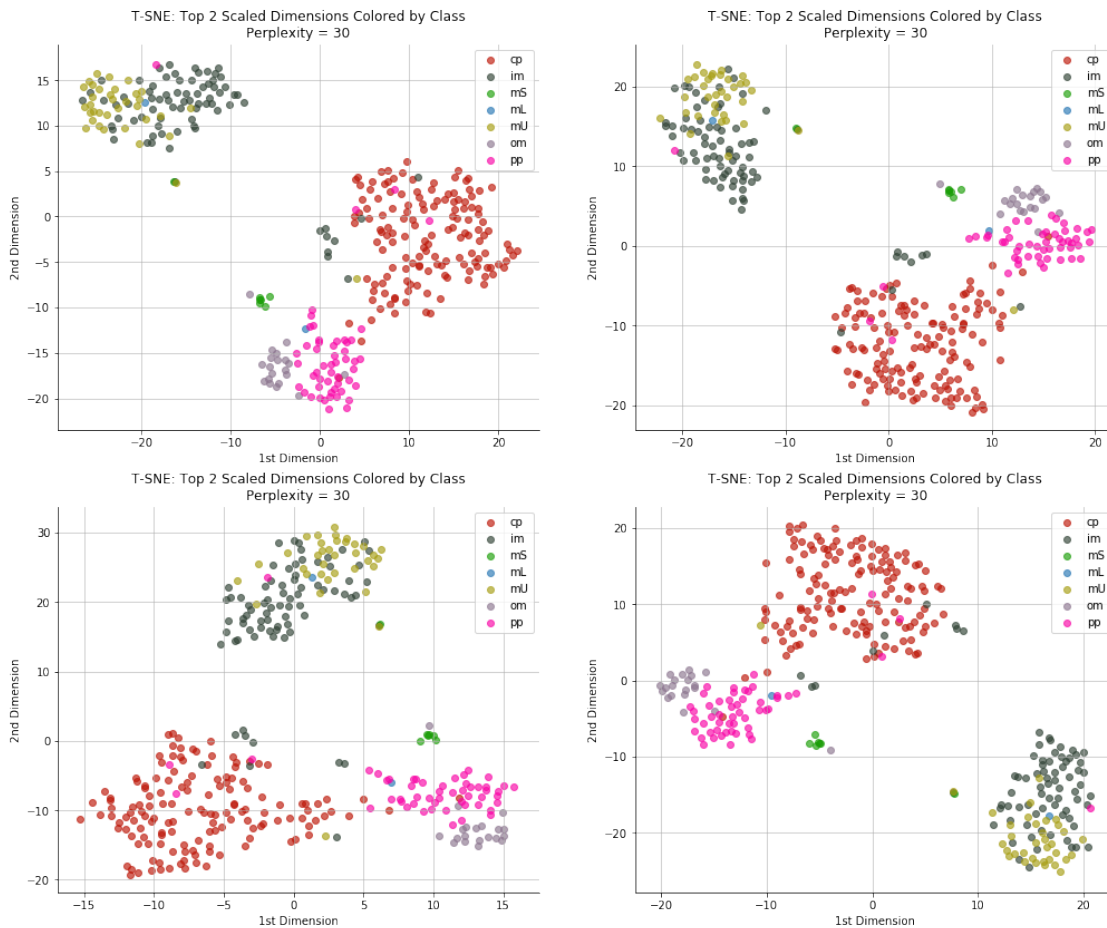 T-SNE: Top 2 Scaled Dimensions Colored by Class
Perplexity = 30
15
10
5
0
−5
−10
−15
−20
2nd Dimension
−20
−10
0
10
20
1st Dimension
cp
im
mS
mL
mU
om
pp
T-SNE: Top 2 Scaled Dimensions Colored by Class
Perplexity = 30
20
10
0
−10
−20
2nd Dimension
−20
−10
0
10
20
1st Dimension
cp
im
mS
mL
mU
om
pp
T-SNE: Top 2 Scaled Dimensions Colored by Class
Perplexity = 30
30
20
10
0
−10
−20
2nd Dimension
−15
−10
−5
0
5
10
15
1st Dimension
cp
im
mS
mL
mU
om
pp
T-SNE: Top 2 Scaled Dimensions Colored by Class
Perplexity = 30
20
10
0
−10
−20
2nd Dimension
−20
−10
0
10
20
1st Dimension
cp
im
mS
mL
mU
om
pp